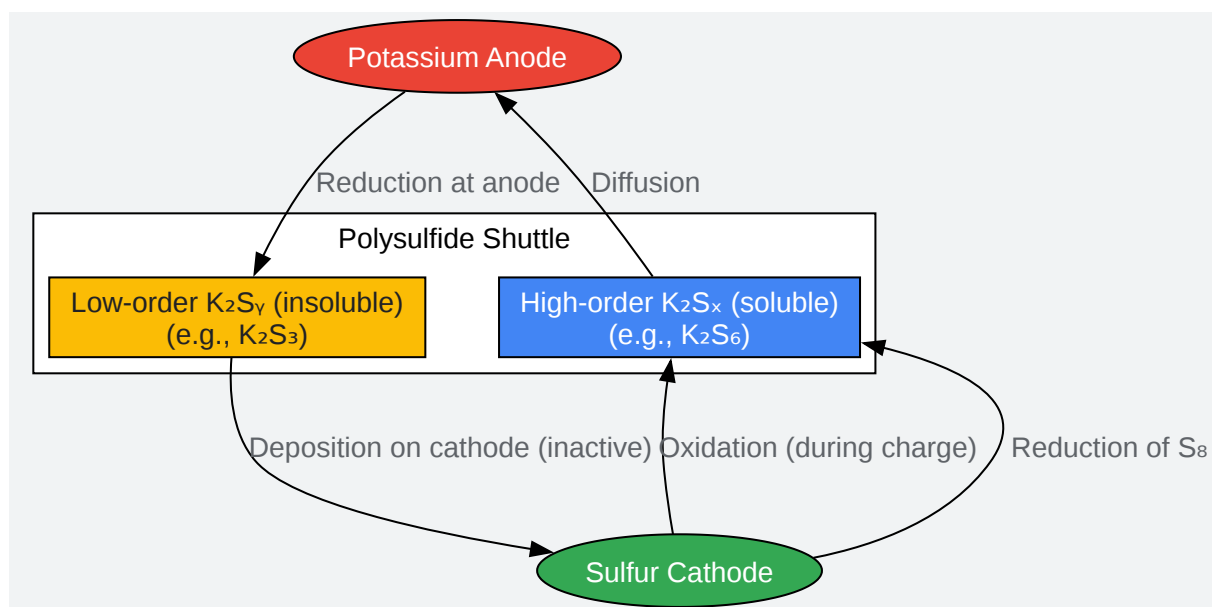 Potassium Anode
Reduction at anode
Diffusion
Polysulfide Shuttle
Low-order K₂Sᵧ (insoluble)
(e.g., K₂S₃)
High-order K₂Sₓ (soluble)
(e.g., K₂S₆)
Deposition on cathode (inactive)
Oxidation (during charge)
Reduction of S₈
Sulfur Cathode